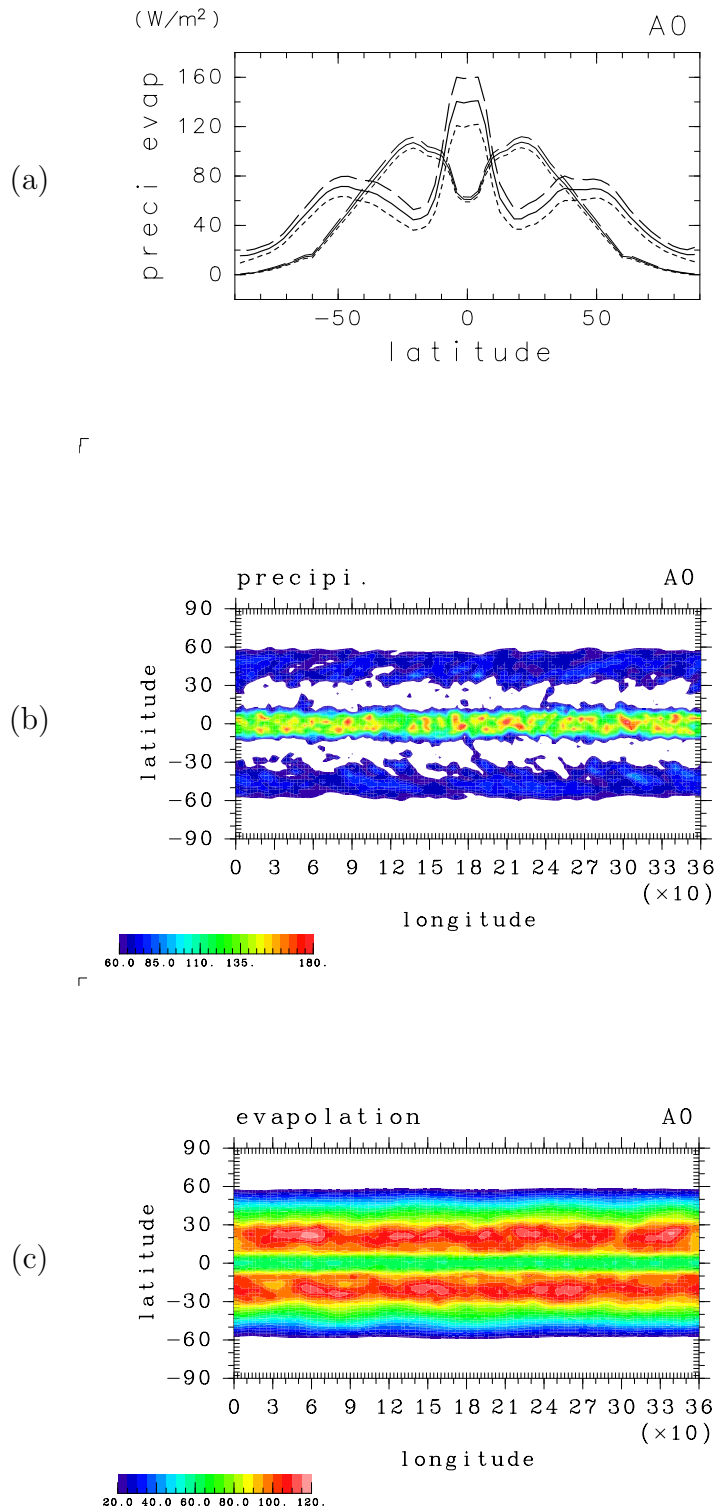 (W/m²) A0
160
120
80
40
0
preci evap
(a)
−50 0 50
latitude
precipi. A0
90
60
30
0
−30
−60
−90
latitude
(b)
0 3 6 9 12 15 18 21 24 27 30 33 36
(×10)
longitude
60.0 85.0 110. 135. 180.
evapolation A0
90
60
30
0
−30
−60
−90
latitude
(c)
0 3 6 9 12 15 18 21 24 27 30 33 36
(×10)
longitude
20.0 40.0 60.0 80.0 100. 120.